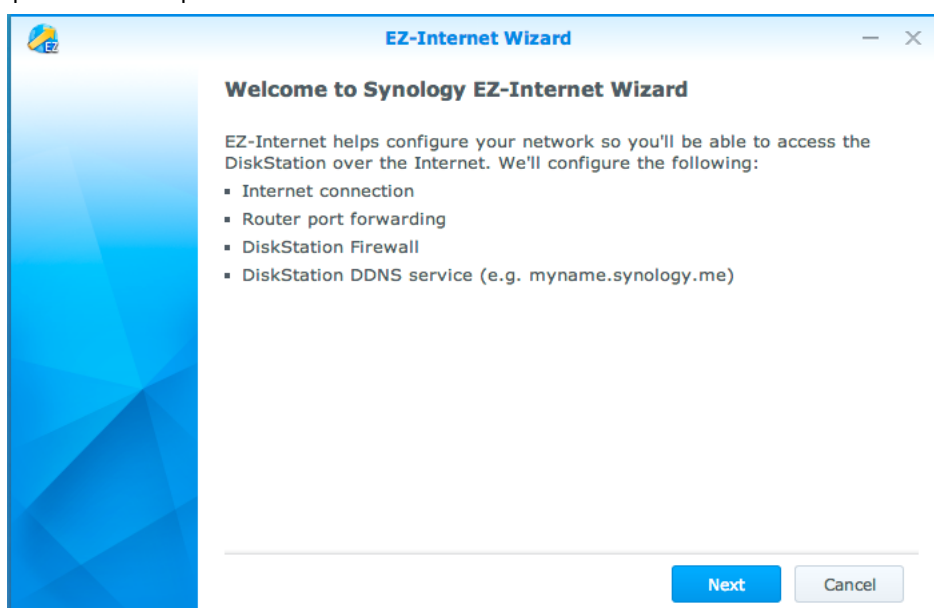 EZ-Internet Wizard
EZ
Welcome to Synology EZ-Internet Wizard
EZ-Internet helps configure your network so you'll be able to access the
DiskStation over the Internet. We'll configure the following:
▪ Internet connection
▪ Router port forwarding
▪ DiskStation Firewall
▪ DiskStation DDNS service (e.g. myname.synology.me)
Next
Cancel